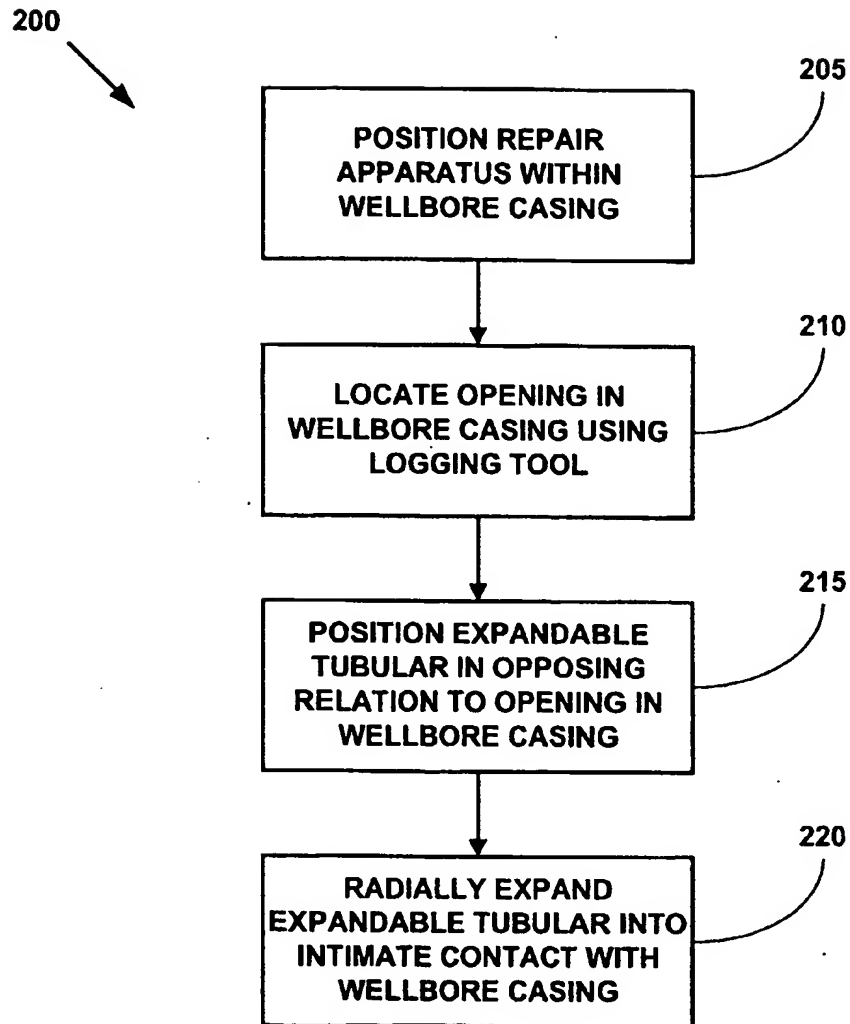 200
205
POSITION REPAIR
APPARATUS WITHIN
WELLBORE CASING
210
LOCATE OPENING IN
WELLBORE CASING USING
LOGGING TOOL
215
POSITION EXPANDABLE
TUBULAR IN OPPOSING
RELATION TO OPENING IN
WELLBORE CASING
220
RADIALLY EXPAND
EXPANDABLE TUBULAR INTO
INTIMATE CONTACT WITH
WELLBORE CASING